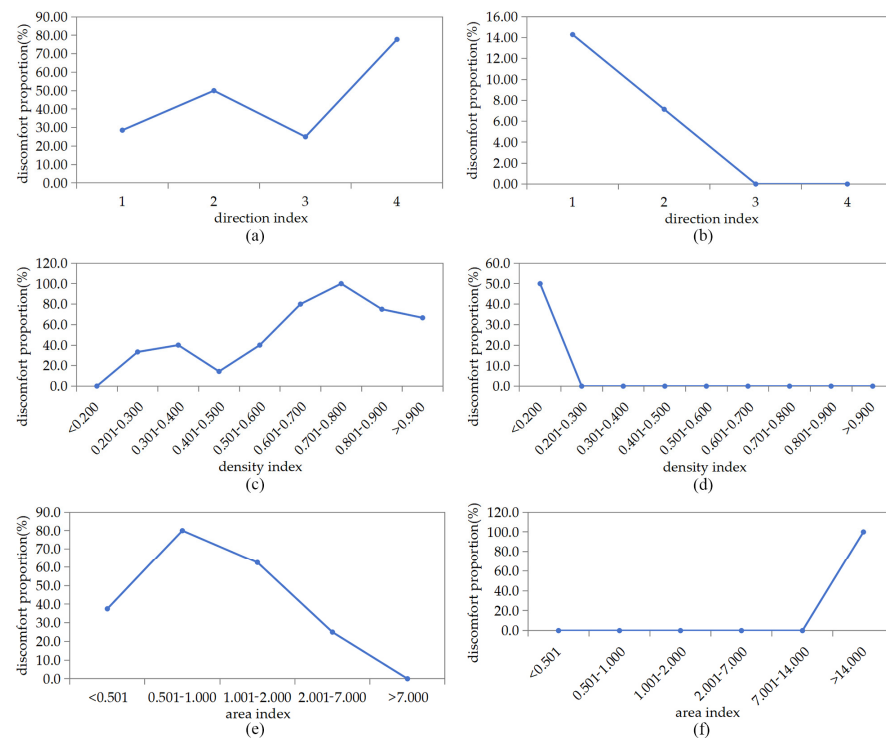 discomfort proportion(%)
90.00
80.00
70.00
60.00
50.00
40.00
30.00
20.00
10.00
0.00
1 2 3 4
direction index
(a)
discomfort proportion(%)
16.00
14.00
12.00
10.00
8.00
6.00
4.00
2.00
0.00
1 2 3 4
direction index
(b)
discomfort proportion(%)
120.0
100.0
80.0
60.0
40.0
20.0
0.0
<0.200 0.201-0.300 0.301-0.400 0.401-0.500 0.501-0.600 0.601-0.700 0.701-0.800 0.801-0.900 >0.900
density index
(c)
discomfort proportion(%)
60.0
50.0
40.0
30.0
20.0
10.0
0.0
<0.200 0.201-0.300 0.301-0.400 0.401-0.500 0.501-0.600 0.601-0.700 0.701-0.800 0.801-0.900 >0.900
density index
(d)
discomfort proportion(%)
90.0
80.0
70.0
60.0
50.0
40.0
30.0
20.0
10.0
0.0
<0.501 0.501-1.000 1.001-2.000 2.001-7.000 >7.000
area index
(e)
discomfort proportion(%)
120.0
100.0
80.0
60.0
40.0
20.0
0.0
<0.501 0.501-1.000 1.001-2.000 2.001-7.000 7.001-14.000 >14.000
area index
(f)